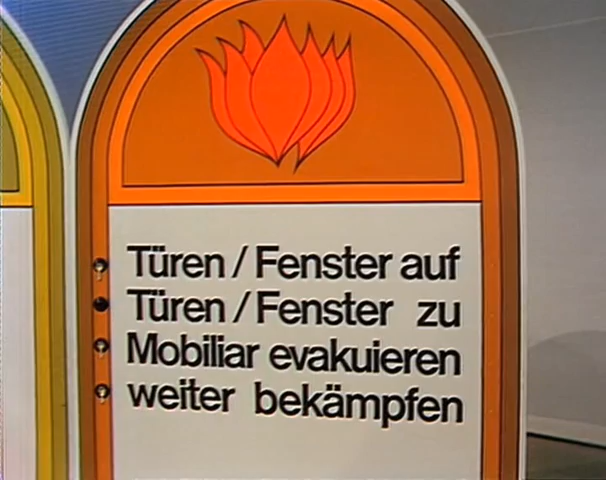 Türen / Fenster auf
Türen / Fenster zu
Mobiliar evakuieren
weiter bekämpfen